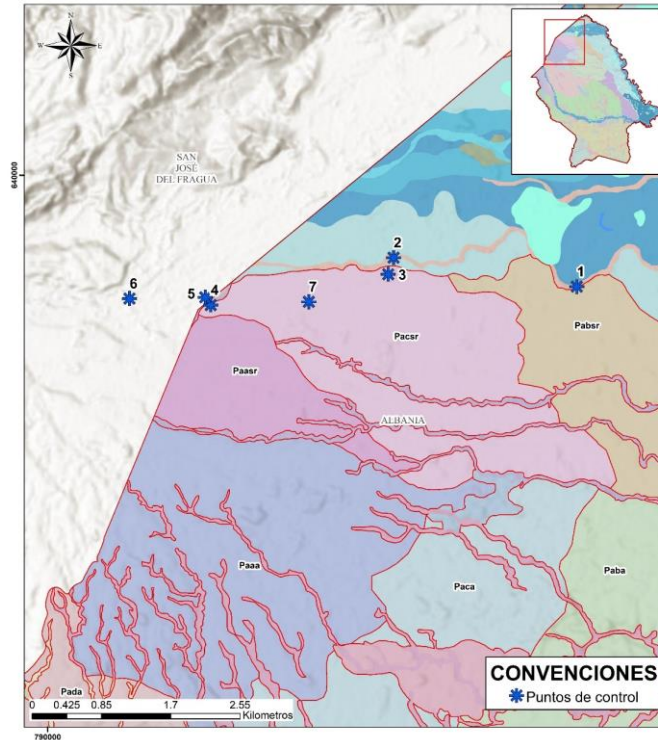 N
W
E
S
SAN
JOSÉ
DEL FRAGUA
640000
2
3
6
5
4
7
1
Pacsr
Pabsr
Paasr
ALBANIA
Paaa
Paca
Paba
Pada
CONVENCIONES
Puntos de control
0 0.425 0.85 1.7 2.55
Kilometros
790000